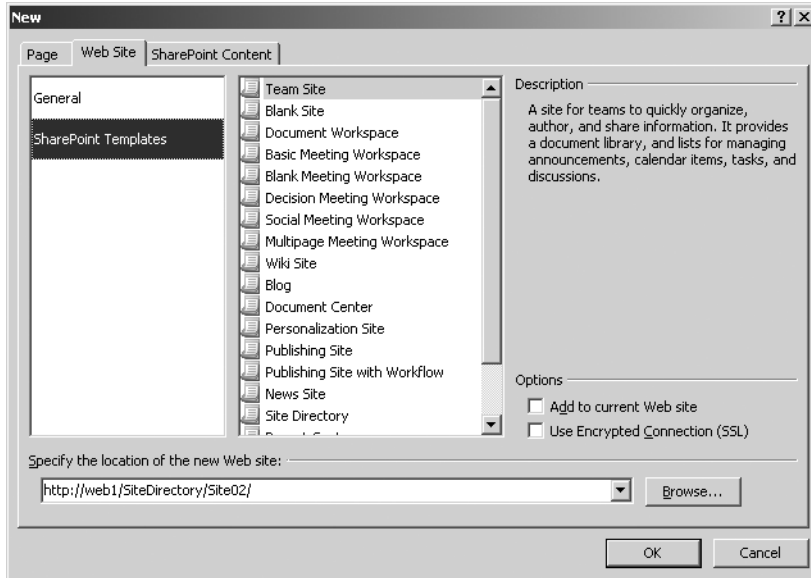 New
Page
Web Site
SharePoint Content
General
SharePoint Templates
Team Site
Blank Site
Document Workspace
Basic Meeting Workspace
Blank Meeting Workspace
Decision Meeting Workspace
Social Meeting Workspace
Multipage Meeting Workspace
Wiki Site
Blog
Document Center
Personalization Site
Publishing Site
Publishing Site with Workflow
News Site
Site Directory
Description
A site for teams to quickly organize,
author, and share information. It provides
a document library, and lists for managing
announcements, calendar items, tasks, and
discussions.
Options
Add to current Web site
Use Encrypted Connection (SSL)
Specify the location of the new Web site:
http://web1/SiteDirectory/Site02/
Browse...
OK
Cancel